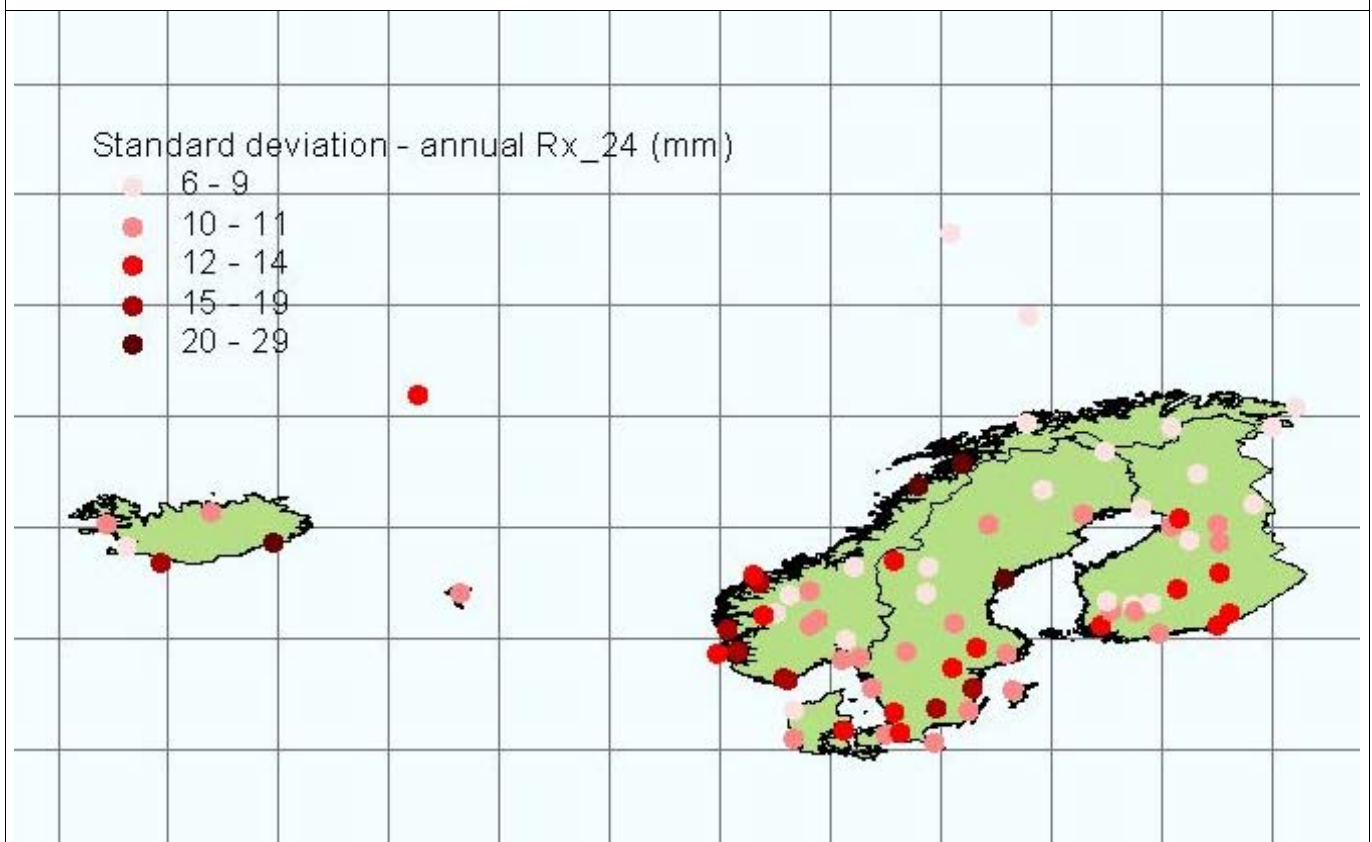 Standard deviation - annual Rx_24 (mm)
6 - 9
10 - 11
12 - 14
15 - 19
20 - 29